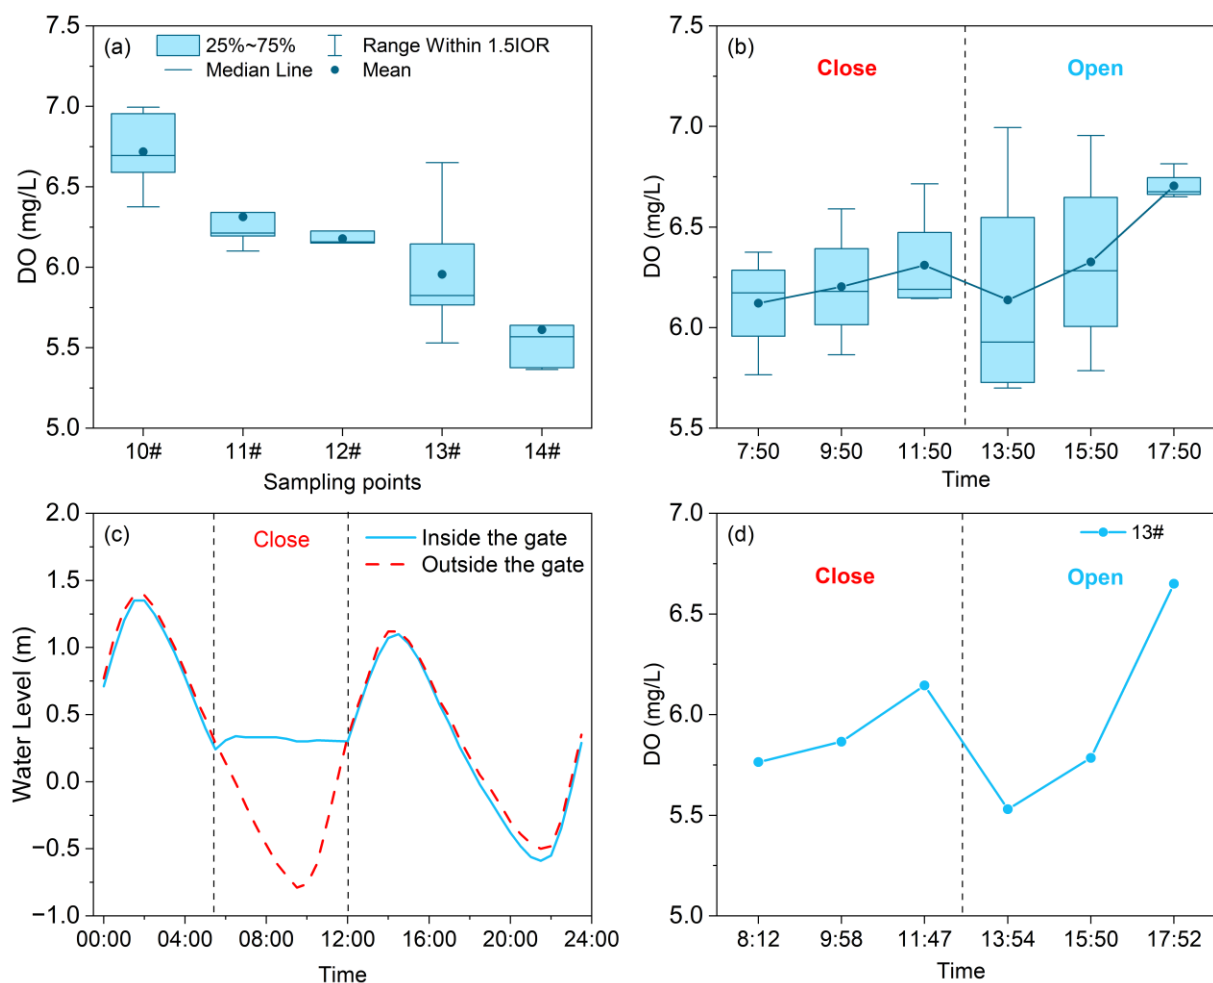 (a)
25%~75%
Range Within 1.5IQR
Median Line
Mean
7.5
7.0
6.5
6.0
5.5
5.0
DO (mg/L)
10# 11# 12# 13# 14#
Sampling points
(b)
Close
Open
7.5
7.0
6.5
6.0
5.5
DO (mg/L)
7:50 9:50 11:50 13:50 15:50 17:50
Time
(c)
Close
Inside the gate
Outside the gate
2.0
1.5
1.0
0.5
0.0
−0.5
−1.0
Water Level (m)
00:00 04:00 08:00 12:00 16:00 20:00 24:00
Time
(d)
13#
Close
Open
7.0
6.5
6.0
5.5
5.0
DO (mg/L)
8:12 9:58 11:47 13:54 15:50 17:52
Time